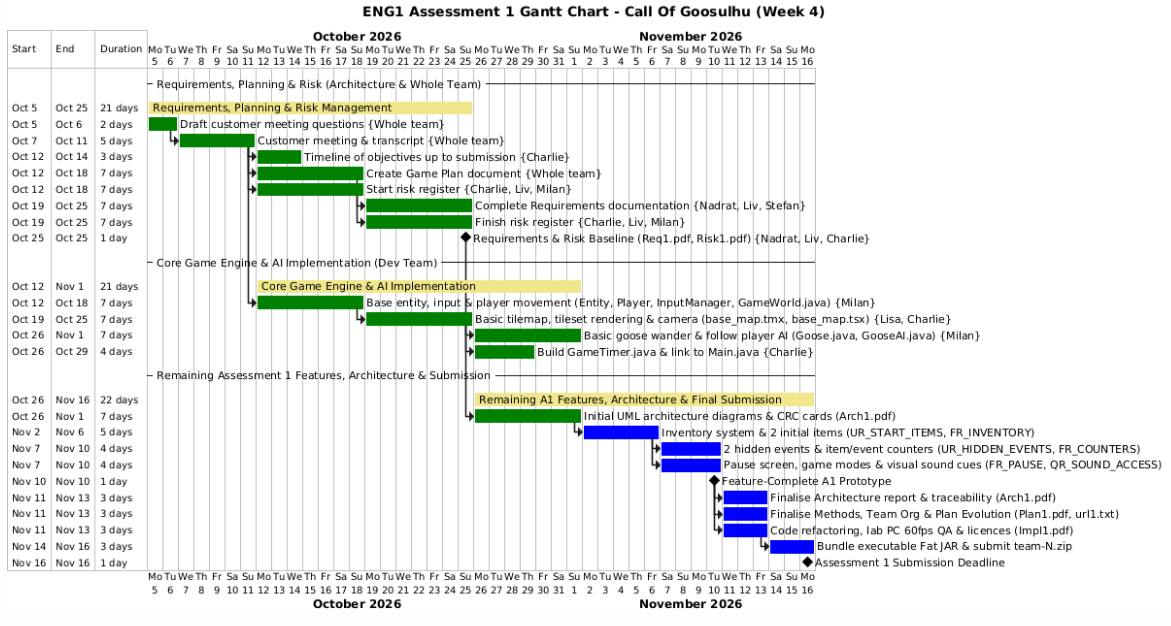 ENG1 Assessment 1 Gantt Chart - Call Of Goosulhu (Week 4)
October 2026 November 2026
Start End Duration Mo Tu We Th Fr Sa Su Mo Tu We Th Fr Sa Su Mo Tu We Th Fr Sa Su Mo Tu We Th Fr Sa Su Mo Tu We Th Fr Sa Su Mo Tu We Th Fr Sa Su Mo
5 6 7 8 9 10 11 12 13 14 15 16 17 18 19 20 21 22 23 24 25 26 27 28 29 30 31 1 2 3 4 5 6 7 8 9 10 11 12 13 14 15 16
Requirements, Planning & Risk (Architecture & Whole Team)
Oct 5 Oct 25 21 days Requirements, Planning & Risk Management
Oct 5 Oct 6 2 days Draft customer meeting questions {Whole team}
Oct 7 Oct 11 5 days Customer meeting & transcript {Whole team}
Oct 12 Oct 14 3 days Timeline of objectives up to submission {Charlie}
Oct 12 Oct 18 7 days Create Game Plan document {Whole team}
Oct 12 Oct 18 7 days Start risk register {Charlie, Liv, Milan}
Oct 19 Oct 25 7 days Complete Requirements documentation {Nadrat, Liv, Stefan}
Oct 19 Oct 25 7 days Finish risk register {Charlie, Liv, Milan}
Oct 25 Oct 25 1 day Requirements & Risk Baseline (Req1.pdf, Risk1.pdf) {Nadrat, Liv, Charlie}
Core Game Engine & AI Implementation (Dev Team)
Oct 12 Nov 1 21 days Core Game Engine & AI Implementation
Oct 12 Oct 18 7 days Base entity, input & player movement (Entity, Player, InputManager, GameWorld.java) {Milan}
Oct 19 Oct 25 7 days Basic tilemap, tileset rendering & camera (base_map.tmx, base_map.tsx) {Lisa, Charlie}
Oct 26 Nov 1 7 days Basic goose wander & follow player AI (Goose.java, GooseAI.java) {Milan}
Oct 26 Oct 29 4 days Build GameTimer.java & link to Main.java {Charlie}
Remaining Assessment 1 Features, Architecture & Submission
Oct 26 Nov 16 22 days Remaining A1 Features, Architecture & Final Submission
Oct 26 Nov 1 7 days Initial UML architecture diagrams & CRC cards (Arch1.pdf)
Nov 2 Nov 6 5 days Inventory system & 2 initial items (UR_START_ITEMS, FR_INVENTORY)
Nov 7 Nov 10 4 days 2 hidden events & item/event counters (UR_HIDDEN_EVENTS, FR_COUNTERS)
Nov 7 Nov 10 4 days Pause screen, game modes & visual sound cues (FR_PAUSE, QR_SOUND_ACCESS)
Nov 10 Nov 10 1 day Feature-Complete A1 Prototype
Nov 11 Nov 13 3 days Finalise Architecture report & traceability (Arch1.pdf)
Nov 11 Nov 13 3 days Finalise Methods, Team Org & Plan Evolution (Plan1.pdf, url1.txt)
Nov 11 Nov 13 3 days Code refactoring, lab PC 60fps QA & licences (Impl1.pdf)
Nov 14 Nov 16 3 days Bundle executable Fat JAR & submit team-N.zip
Nov 16 Nov 16 1 day Assessment 1 Submission Deadline
Mo Tu We Th Fr Sa Su Mo Tu We Th Fr Sa Su Mo Tu We Th Fr Sa Su Mo Tu We Th Fr Sa Su Mo Tu We Th Fr Sa Su Mo Tu We Th Fr Sa Su Mo
5 6 7 8 9 10 11 12 13 14 15 16 17 18 19 20 21 22 23 24 25 26 27 28 29 30 31 1 2 3 4 5 6 7 8 9 10 11 12 13 14 15 16
October 2026 November 2026